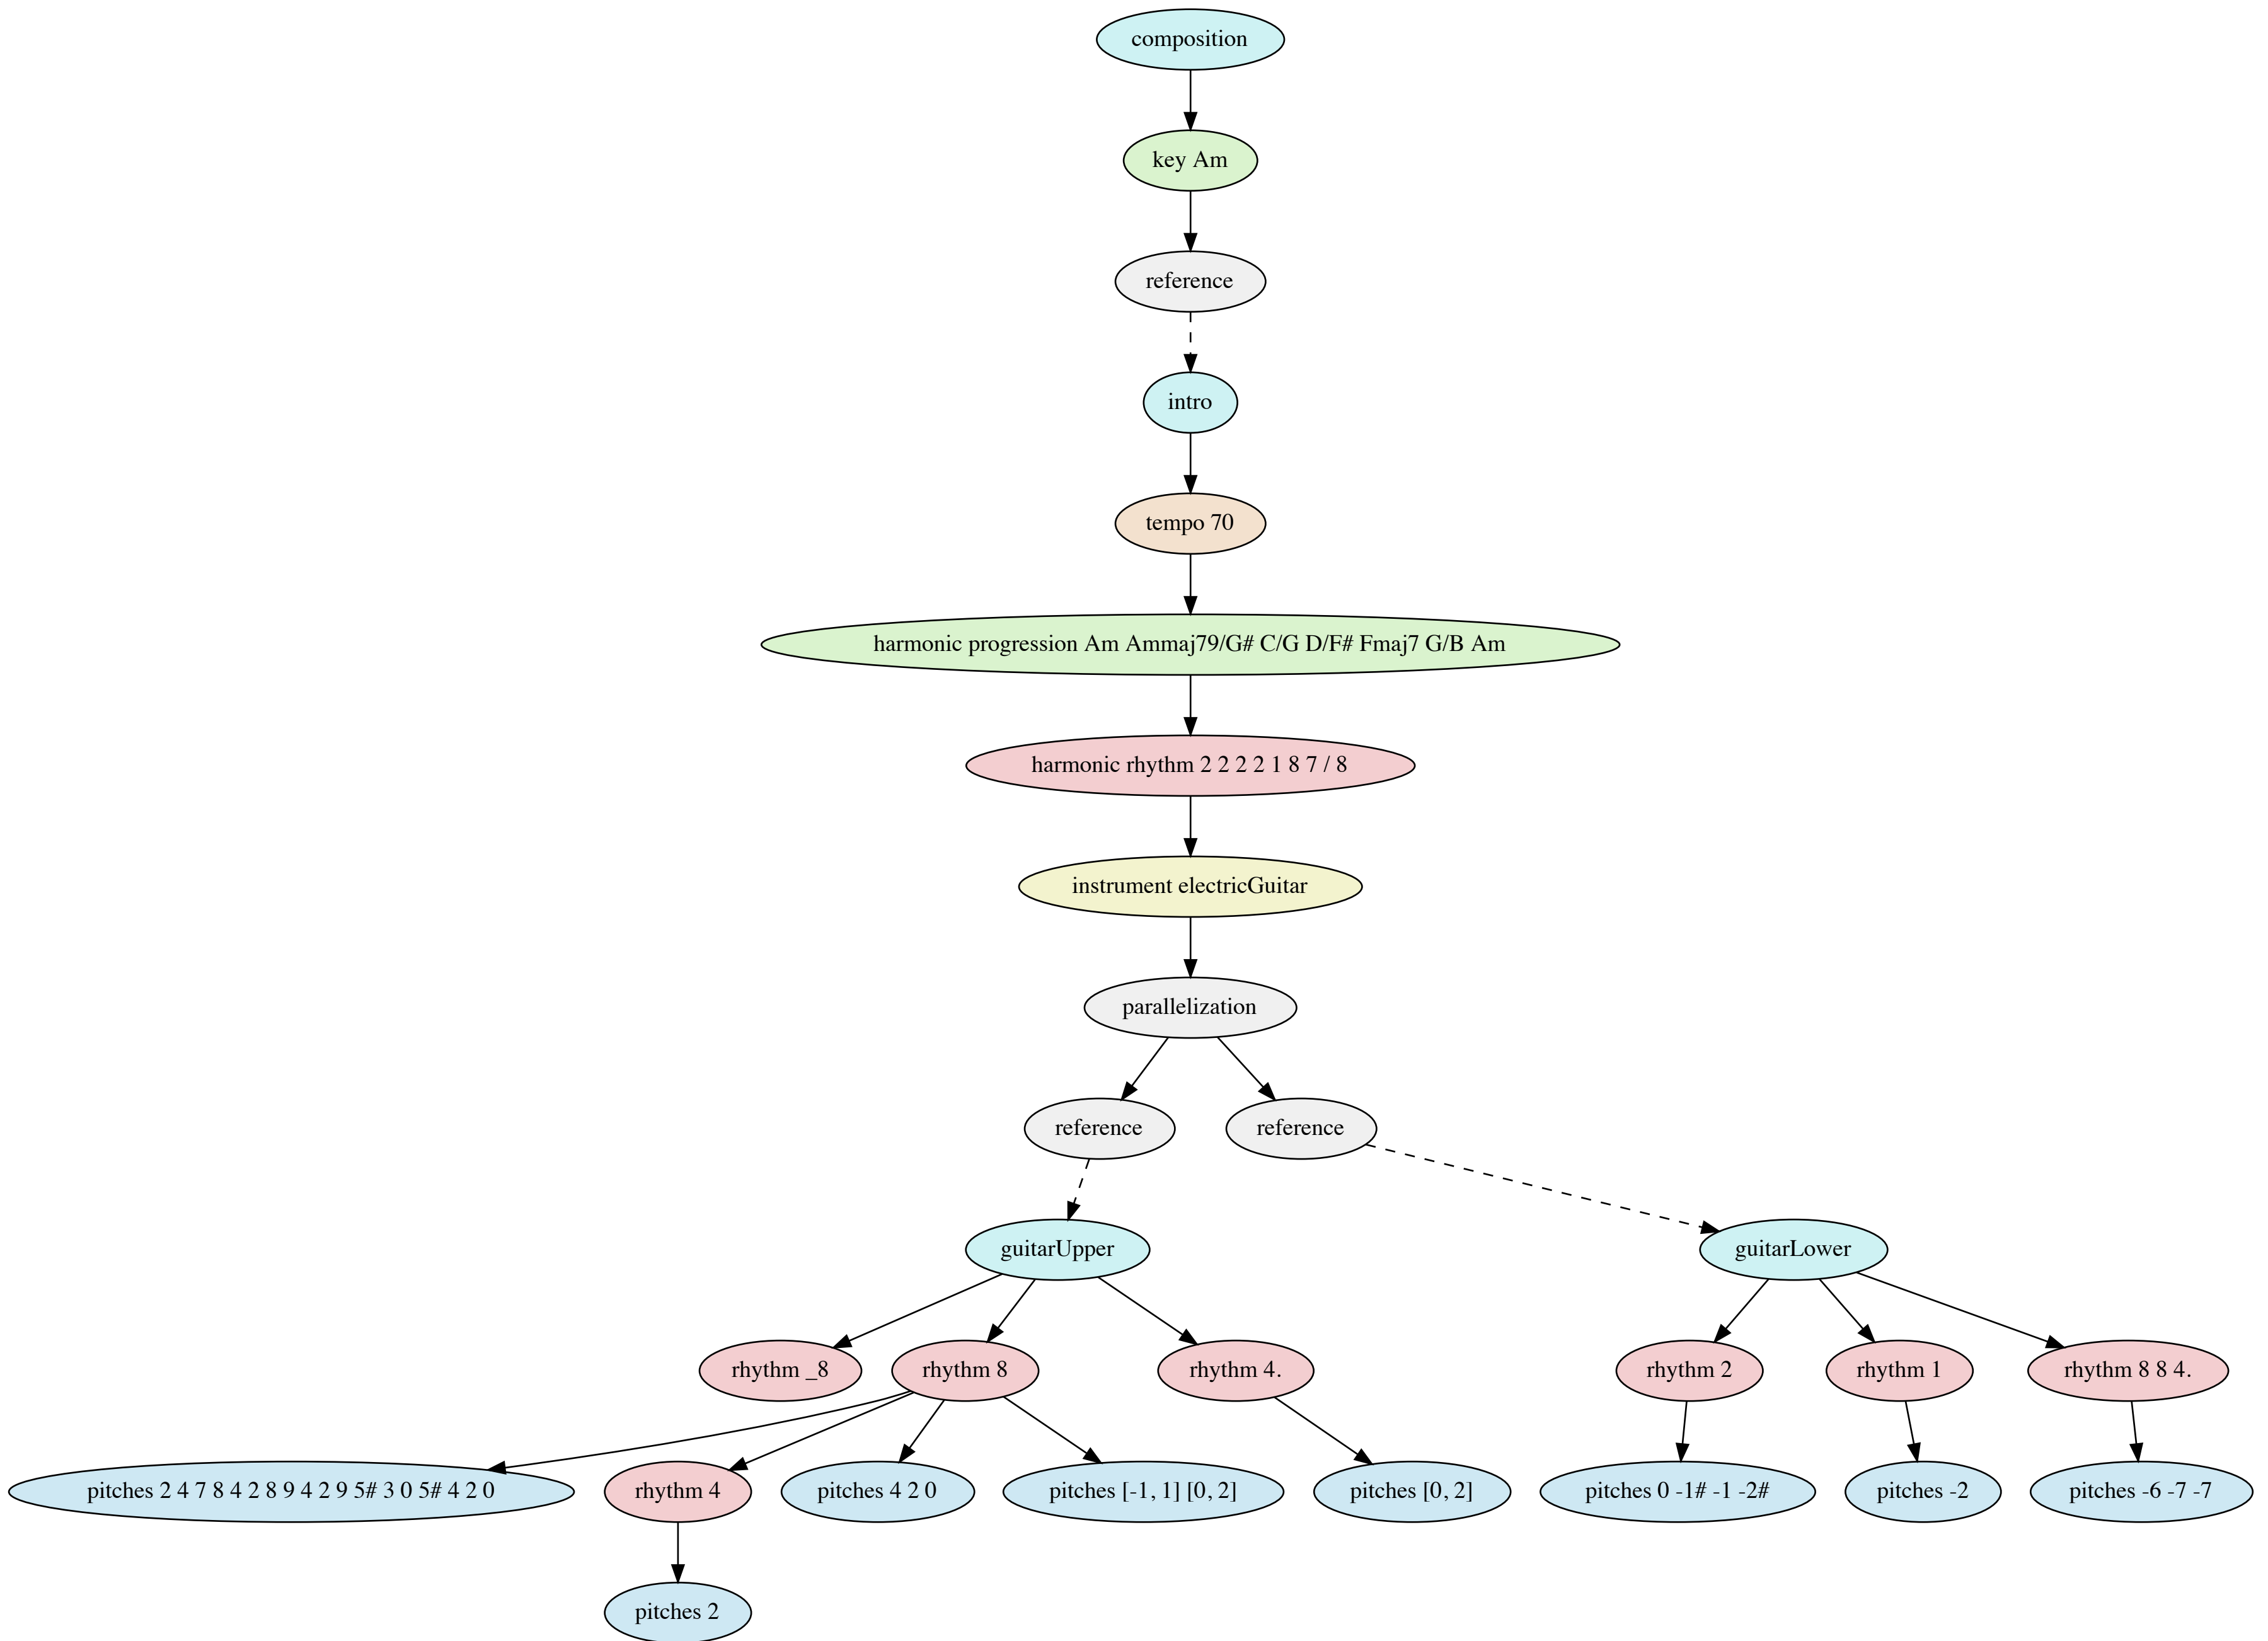 composition
key Am
reference
intro
tempo 70
harmonic progression Am Ammaj79/G# C/G D/F# Fmaj7 G/B Am
harmonic rhythm 2 2 2 2 1 8 7 / 8
instrument electricGuitar
parallelization
reference
reference
guitarUpper
guitarLower
rhythm _8
rhythm 8
rhythm 4.
rhythm 2
rhythm 1
rhythm 8 8 4.
pitches 2 4 7 8 4 2 8 9 4 2 9 5# 3 0 5# 4 2 0
rhythm 4
pitches 4 2 0
pitches [-1, 1] [0, 2]
pitches [0, 2]
pitches 0 -1# -1 -2#
pitches -2
pitches -6 -7 -7
pitches 2